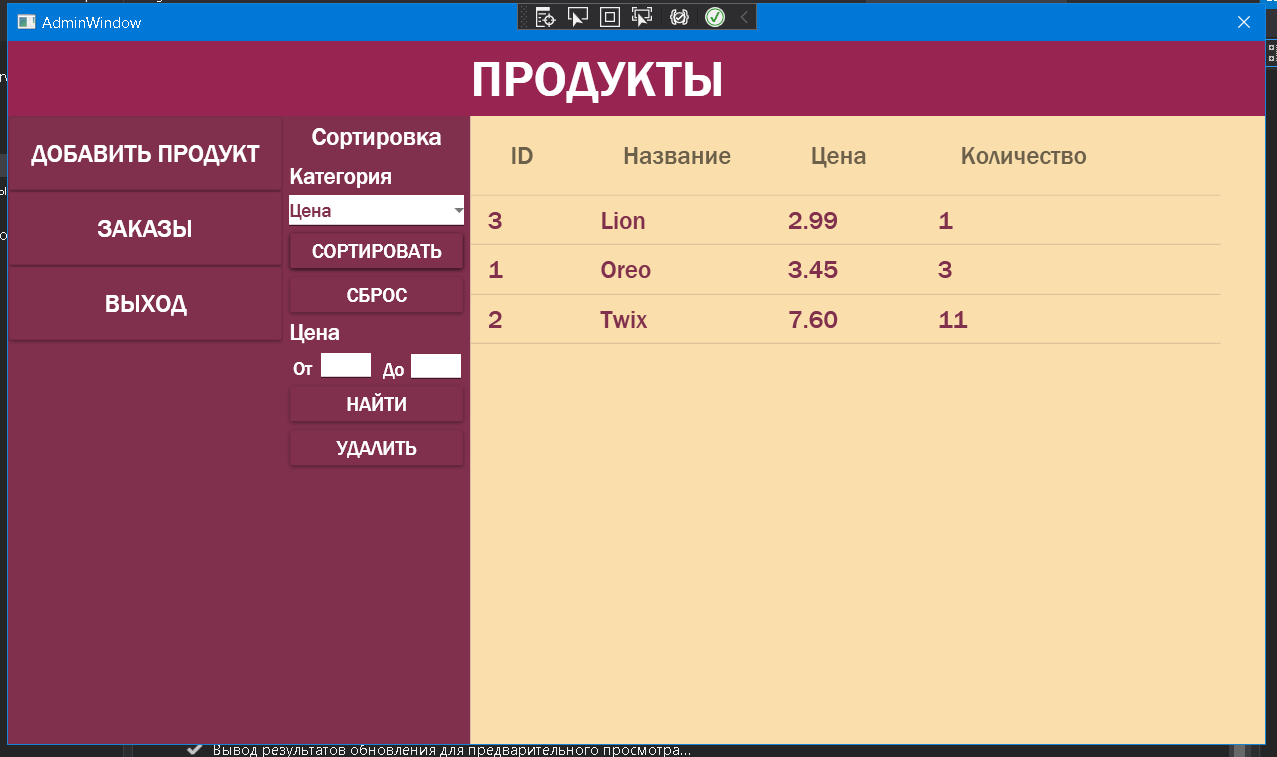 AdminWindow
ПРОДУКТЫ
ДОБАВИТЬ ПРОДУКТ
ЗАКАЗЫ
ВЫХОД
Сортировка
Категория
Цена
СОРТИРОВАТЬ
СБРОС
Цена
От До
НАЙТИ
УДАЛИТЬ
ID Название Цена Количество
3 Lion 2.99 1
1 Oreo 3.45 3
2 Twix 7.60 11
Вывод результатов обновления для предварительного просмотра...